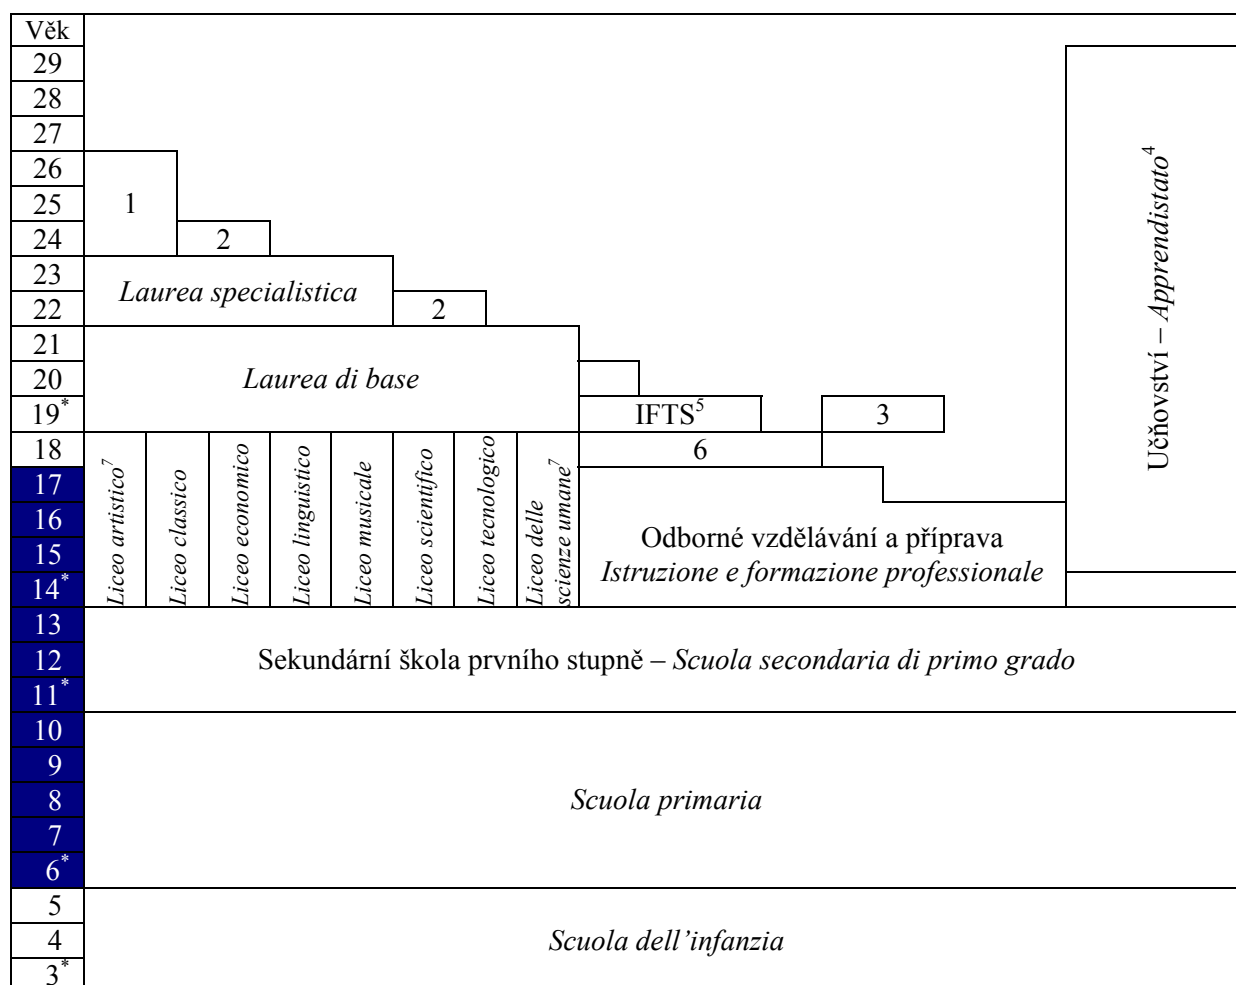 Věk
29
28
27
26
25
24
23
22
21
20
19*
18
17
16
15
14*
13
12
11*
10
9
8
7
6*
5
4
3*
1
2
Laurea specialistica
2
Laurea di base
IFTS5
3
6
Učňovství – Apprendistato4
Liceo artistico7
Liceo classico
Liceo economico
Liceo linguistico
Liceo musicale
Liceo scientifico
Liceo tecnologico
Liceo delle
scienze umane7
Odborné vzdělávání a příprava
Istruzione e formazione professionale
Sekundární škola prvního stupně – Scuola secondaria di primo grado
Scuola primaria
Scuola dell’infanzia